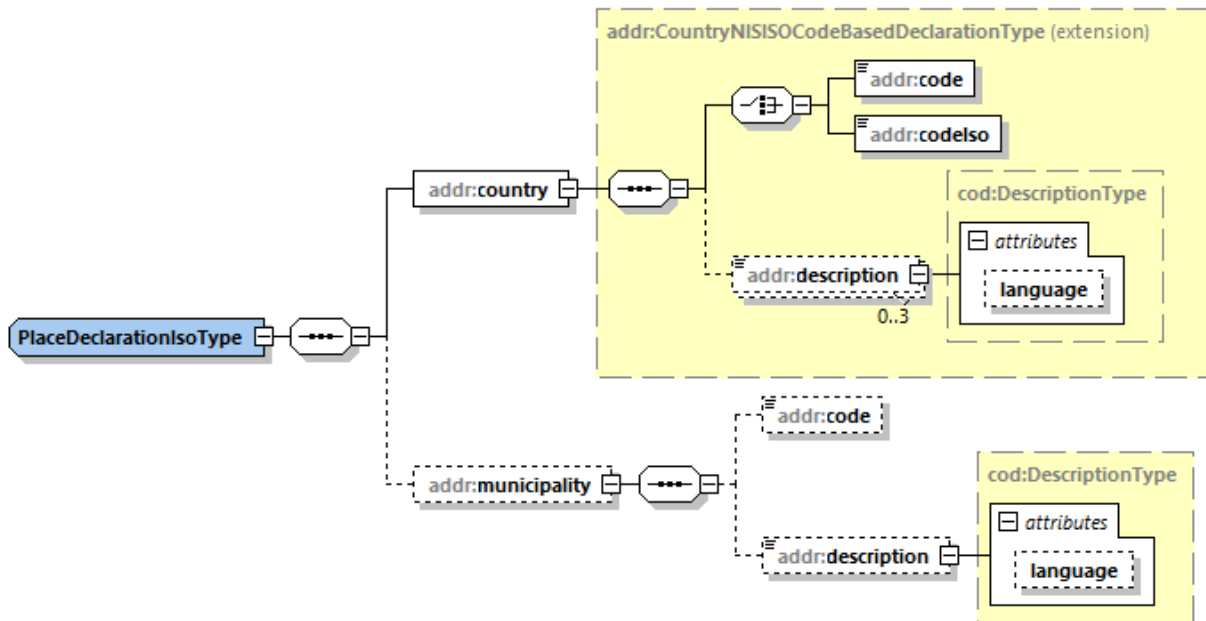 addr:CountryNISISOCodeBasedDeclarationType (extension)
addr:code
addr:codeIso
addr:country
cod:DescriptionType
attributes
addr:description
language
0..3
PlaceDeclarationIsoType
addr:code
addr:municipality
cod:DescriptionType
attributes
addr:description
language